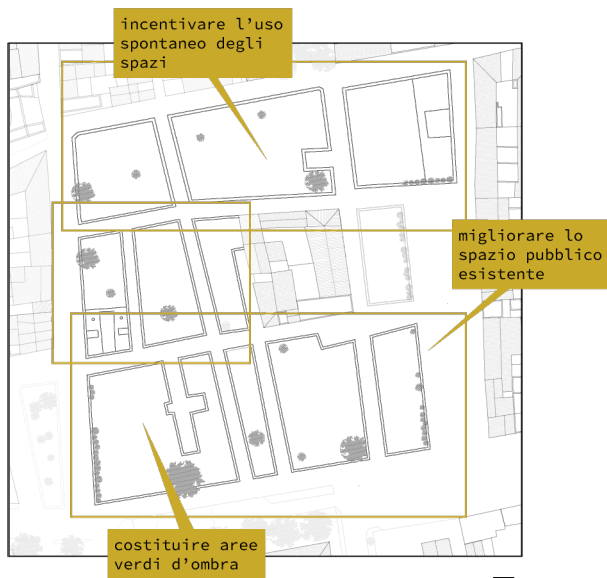 incentivare l'uso
spontaneo degli
spazi
migliorare lo
spazio pubblico
esistente
costituire aree
verdi d'ombra